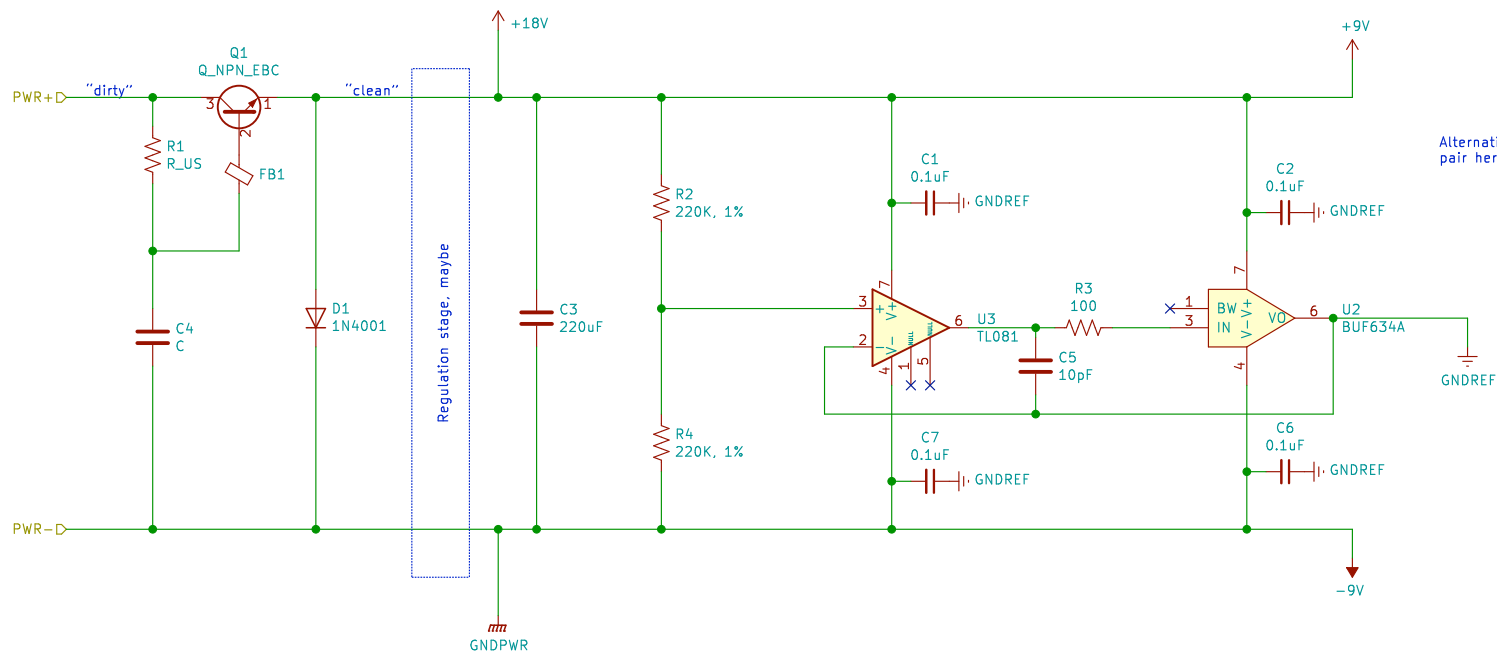 +18V
+9V
Q1
Q_NPN_EBC
PWR+
"dirty"
3
1
2
"clean"
R1
R_US
FB1
C4
C
D1
1N4001
Regulation stage, maybe
C3
220uF
R2
220K, 1%
R4
220K, 1%
C1
0.1uF
GNDREF
C2
0.1uF
GNDREF
7
3
+
V+
2
−
V−
NULL
NULL
4
1
5
6
U3
TL081
R3
100
C5
10pF
7
1
BW
V+
3
IN
V−
VO
6
4
U2
BUF634A
GNDREF
C7
0.1uF
GNDREF
C6
0.1uF
GNDREF
PWR−
GNDPWR
−9V
pair